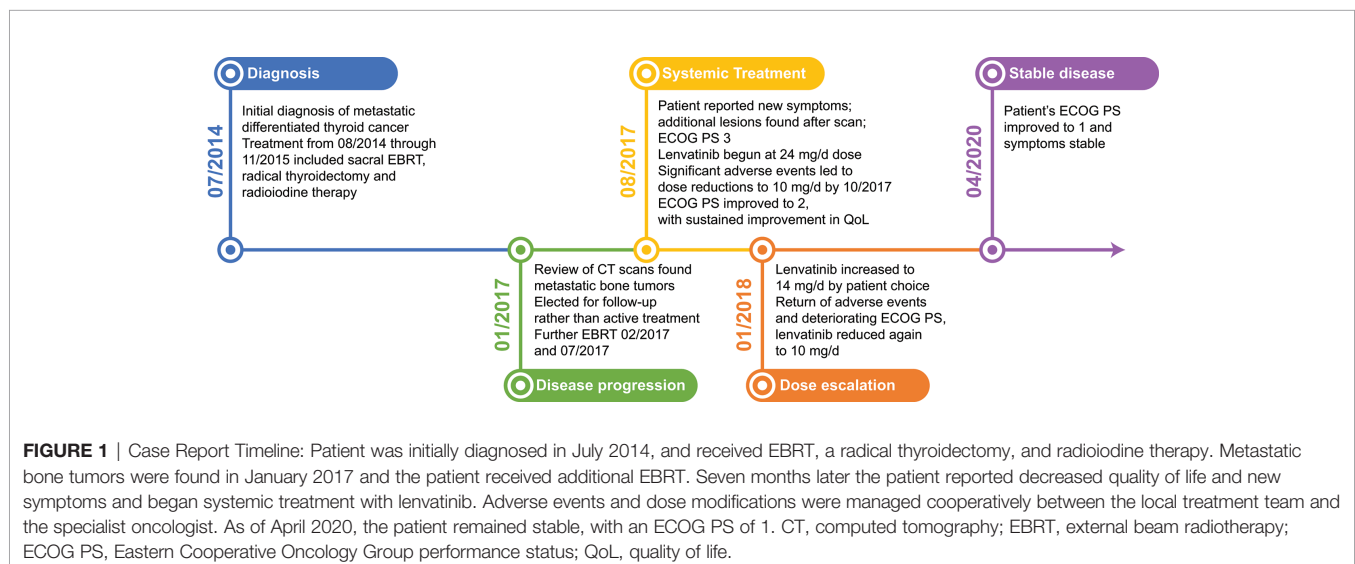 Diagnosis
07/2014
Initial diagnosis of metastatic
differentiated thyroid cancer
Treatment from 08/2014 through
11/2015 included sacral EBRT,
radical thyroidectomy and
radioiodine therapy
Systemic Treatment
08/2017
Patient reported new symptoms;
additional lesions found after scan;
ECOG PS 3
Lenvatinib begun at 24 mg/d dose
Significant adverse events led to
dose reductions to 10 mg/d by 10/2017
ECOG PS improved to 2,
with sustained improvement in QoL
Stable disease
04/2020
Patient's ECOG PS
improved to 1 and
symptoms stable
01/2017
Review of CT scans found
metastatic bone tumors
Elected for follow-up
rather than active treatment
Further EBRT 02/2017
and 07/2017
Disease progression
01/2018
Lenvatinib increased to
14 mg/d by patient choice
Return of adverse events
and deteriorating ECOG PS,
lenvatinib reduced again
to 10 mg/d
Dose escalation
FIGURE 1 | Case Report Timeline: Patient was initially diagnosed in July 2014, and received EBRT, a radical thyroidectomy, and radioiodine therapy. Metastatic
bone tumors were found in January 2017 and the patient received additional EBRT. Seven months later the patient reported decreased quality of life and new
symptoms and began systemic treatment with lenvatinib. Adverse events and dose modifications were managed cooperatively between the local treatment team and
the specialist oncologist. As of April 2020, the patient remained stable, with an ECOG PS of 1. CT, computed tomography; EBRT, external beam radiotherapy;
ECOG PS, Eastern Cooperative Oncology Group performance status; QoL, quality of life.